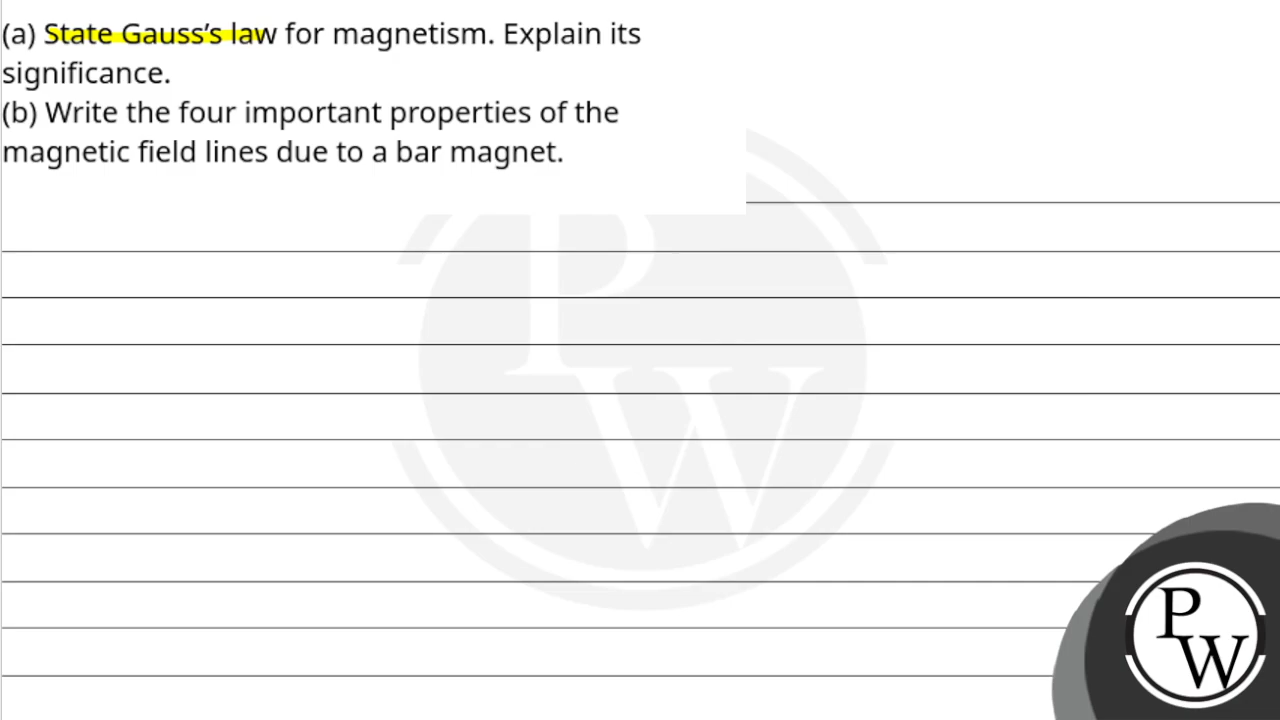 (a) State Gauss’s law for magnetism. Explain its
significance.
(b) Write the four important properties of the
magnetic field lines due to a bar magnet.
P
W
P
W